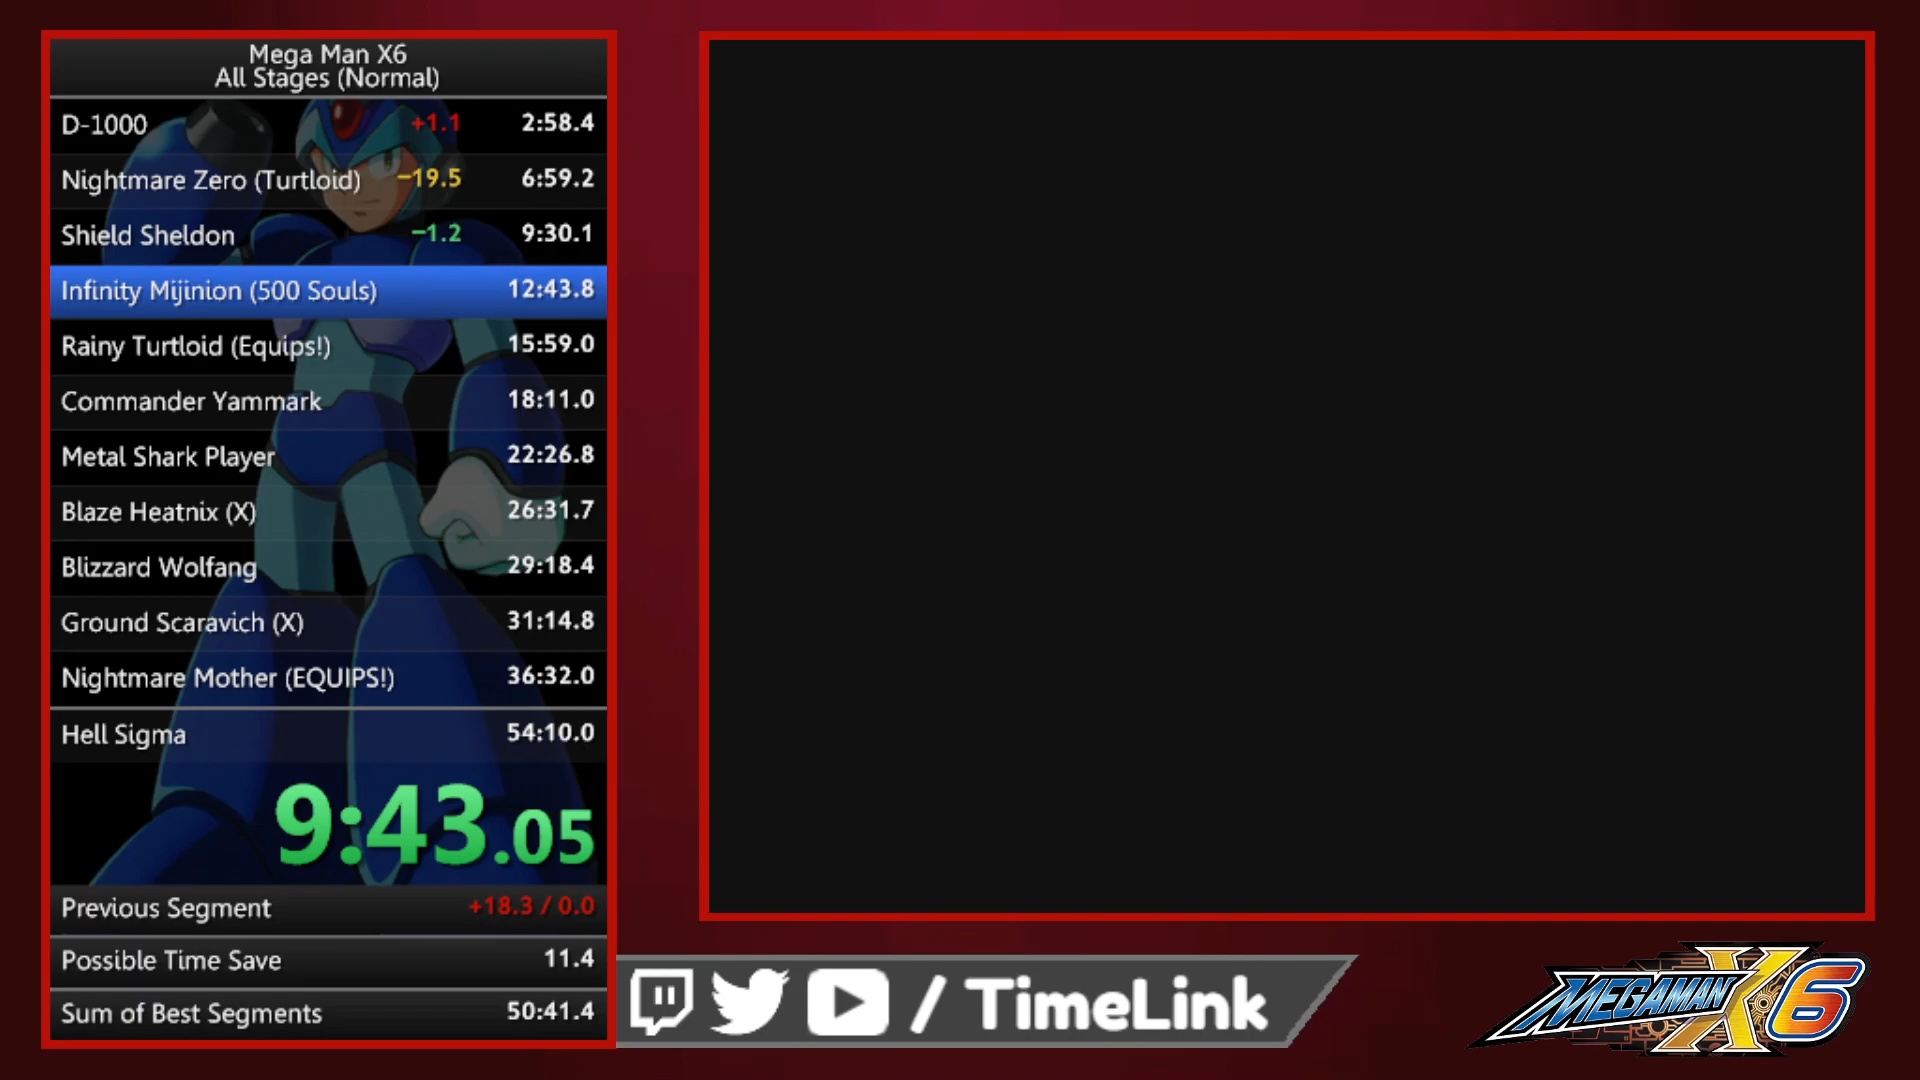 Mega Man X6
All Stages (Normal)
D-1000 +1.1 2:58.4
Nightmare Zero (Turtloid) −19.5 6:59.2
Shield Sheldon −1.2 9:30.1
Infinity Mijinion (500 Souls) 12:43.8
Rainy Turtloid (Equips!) 15:59.0
Commander Yammark 18:11.0
Metal Shark Player 22:26.8
Blaze Heatnix (X) 26:31.7
Blizzard Wolfang 29:18.4
Ground Scaravich (X) 31:14.8
Nightmare Mother (EQUIPS!) 36:32.0
Hell Sigma 54:10.0
9:43.05
Previous Segment +18.3 / 0.0
Possible Time Save 11.4
Sum of Best Segments 50:41.4
/ TimeLink
MEGAMAN X6